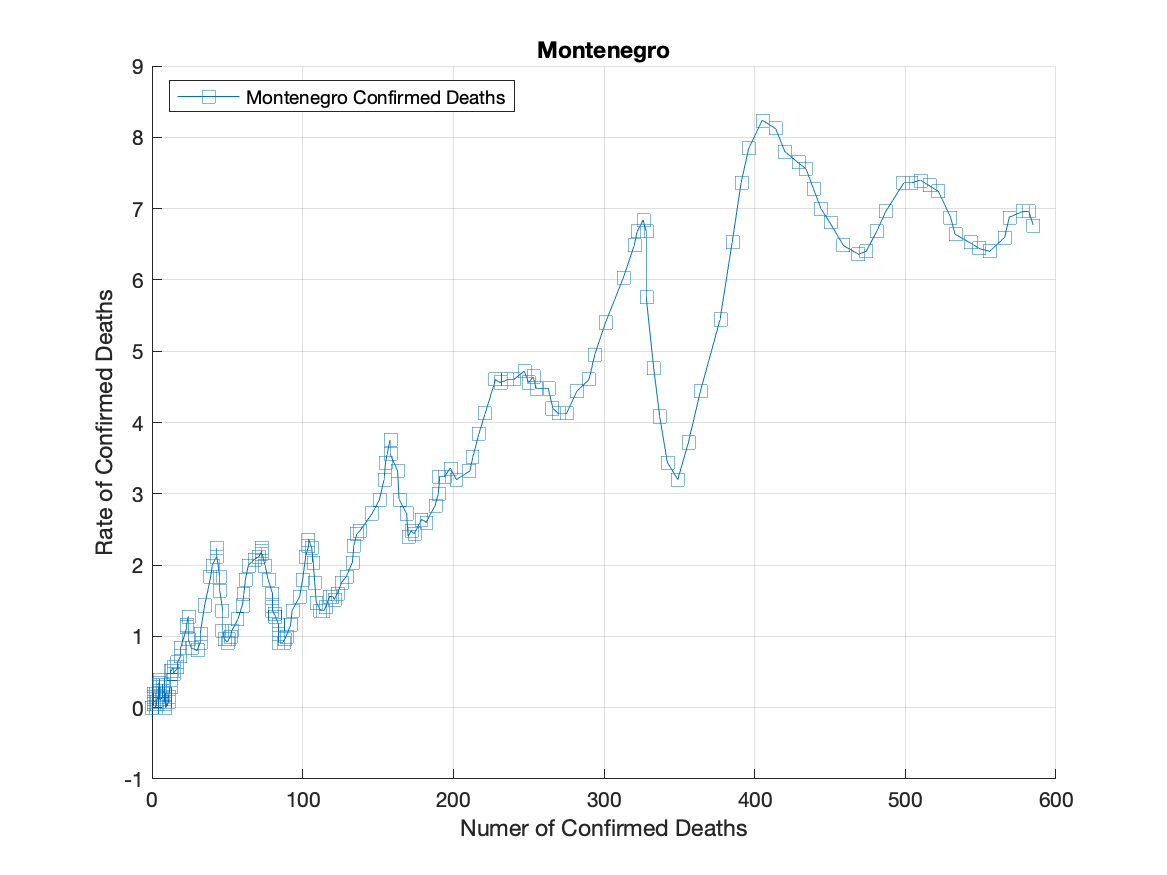 Montenegro
Montenegro Confirmed Deaths
9
8
7
6
5
4
3
2
1
0
-1
Rate of Confirmed Deaths
0 100 200 300 400 500 600
Numer of Confirmed Deaths